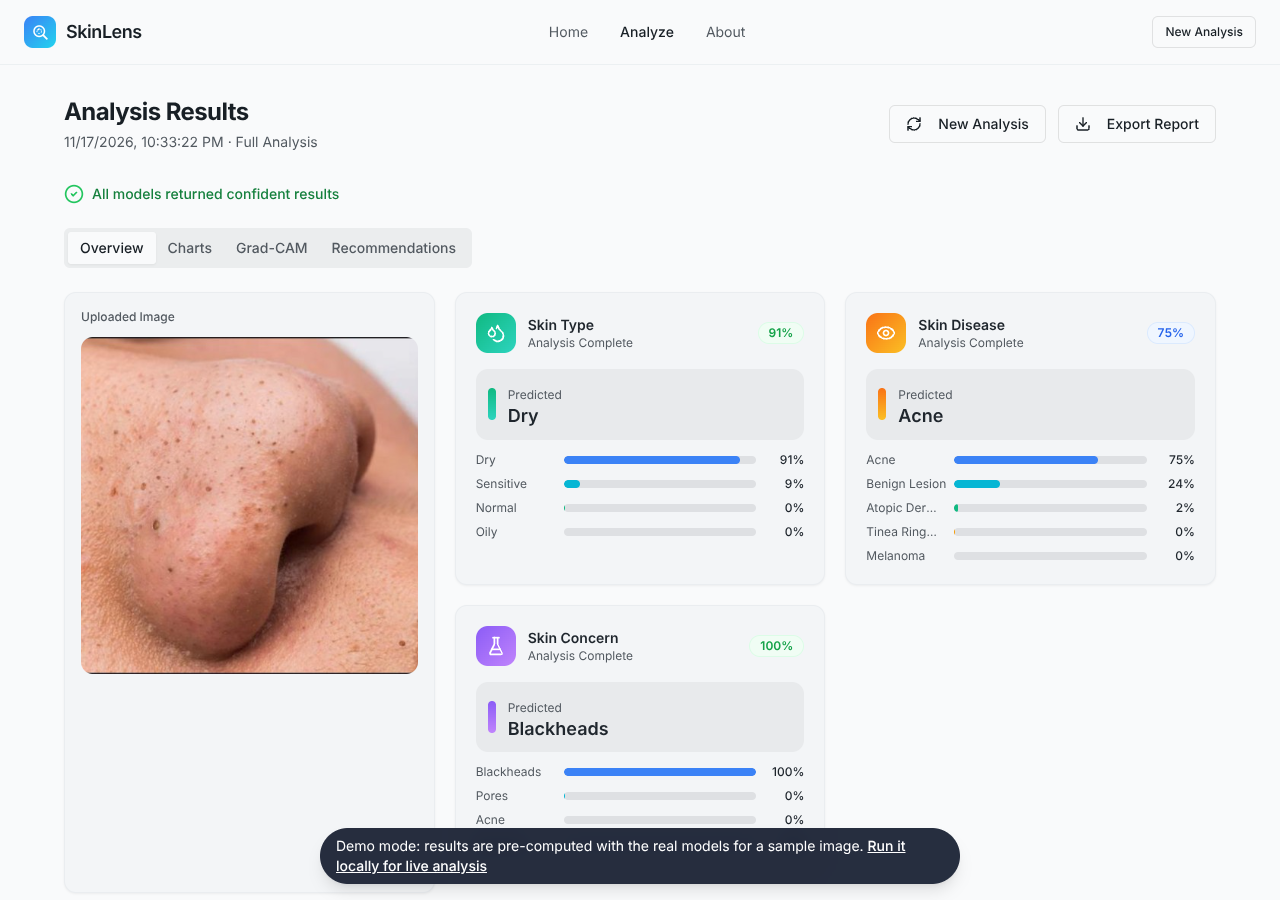 SkinLens
Home
Analyze
About
New Analysis
Analysis Results
11/17/2026, 10:33:22 PM · Full Analysis
New Analysis
Export Report
All models returned confident results
Overview
Charts
Grad-CAM
Recommendations
Uploaded Image
Skin Type
Analysis Complete
91%
Predicted
Dry
Dry 91%
Sensitive 9%
Normal 0%
Oily 0%
Skin Disease
Analysis Complete
75%
Predicted
Acne
Acne 75%
Benign Lesion 24%
Atopic Der... 2%
Tinea Ring... 0%
Melanoma 0%
Skin Concern
Analysis Complete
100%
Predicted
Blackheads
Blackheads 100%
Pores 0%
Acne 0%
Demo mode: results are pre-computed with the real models for a sample image. Run it
locally for live analysis